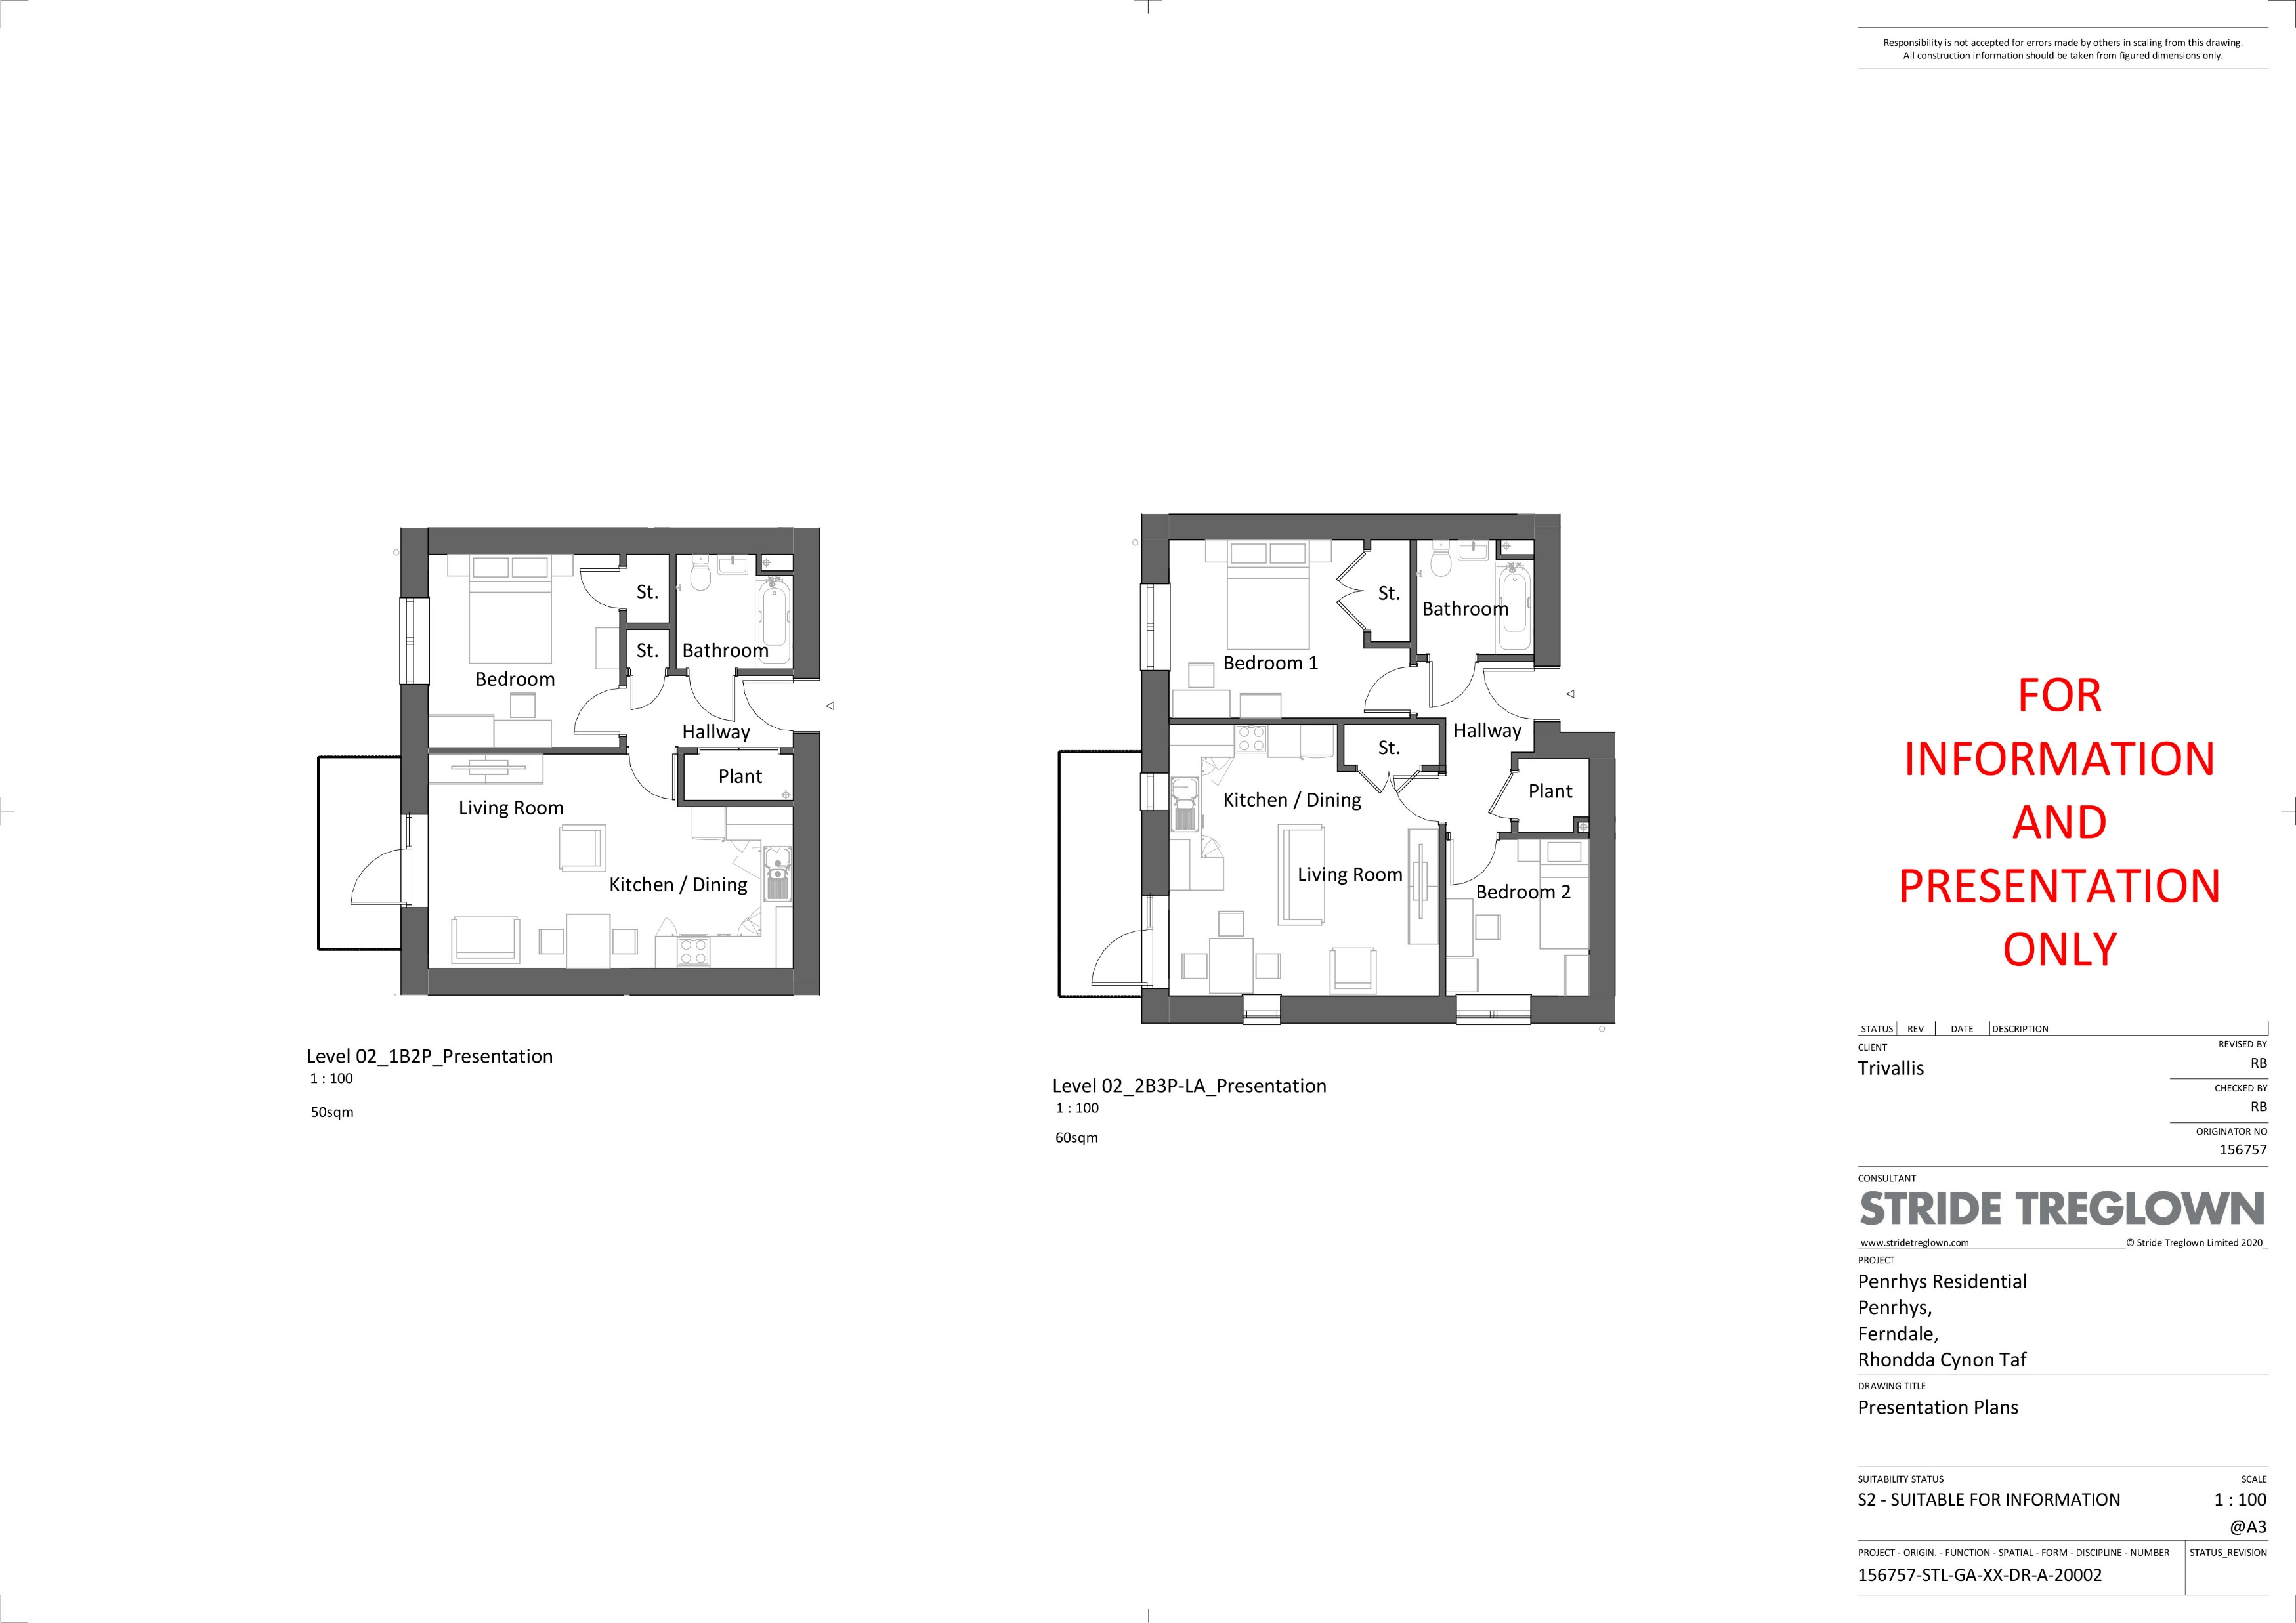 Responsibility is not accepted for errors made by others in scaling from this drawing.
All construction information should be taken from figured dimensions only.
St.
St.
Bathroom
Bedroom
Hallway
Plant
Living Room
Kitchen / Dining
Level 02_1B2P_Presentation
1 : 100
50sqm
St.
Bathroom
Bedroom 1
Hallway
St.
Plant
Kitchen / Dining
Living Room
Bedroom 2
Level 02_2B3P-LA_Presentation
1 : 100
60sqm
FOR
INFORMATION
AND
PRESENTATION
ONLY
STATUS REV DATE DESCRIPTION
CLIENT
Trivallis
REVISED BY
RB
CHECKED BY
RB
ORIGINATOR NO
156757
CONSULTANT
STRIDE TREGLOWN
www.stridetreglown.com © Stride Treglown Limited 2020
PROJECT
Penrhys Residential
Penrhys,
Ferndale,
Rhondda Cynon Taf
DRAWING TITLE
Presentation Plans
SUITABILITY STATUS SCALE
S2 - SUITABLE FOR INFORMATION 1 : 100
@A3
PROJECT - ORIGIN. - FUNCTION - SPATIAL - FORM - DISCIPLINE - NUMBER STATUS_REVISION
156757-STL-GA-XX-DR-A-20002